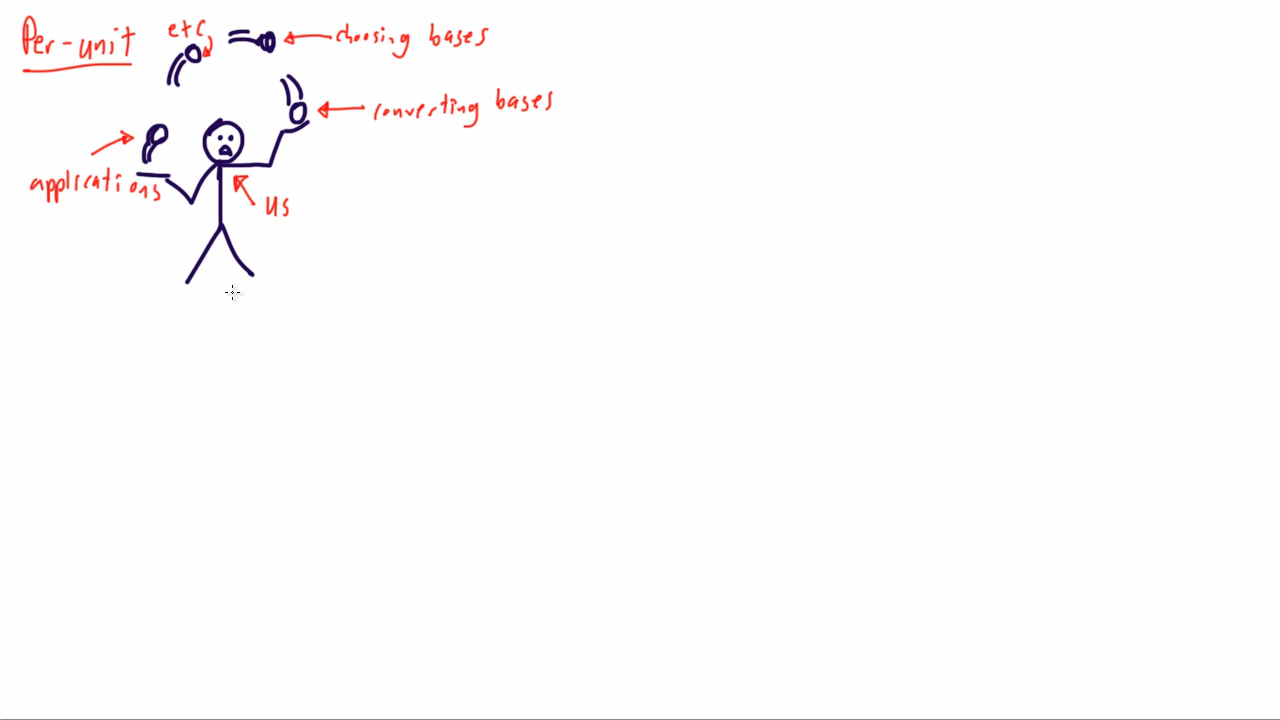 Per-unit
etc
choosing bases
converting bases
applications
us